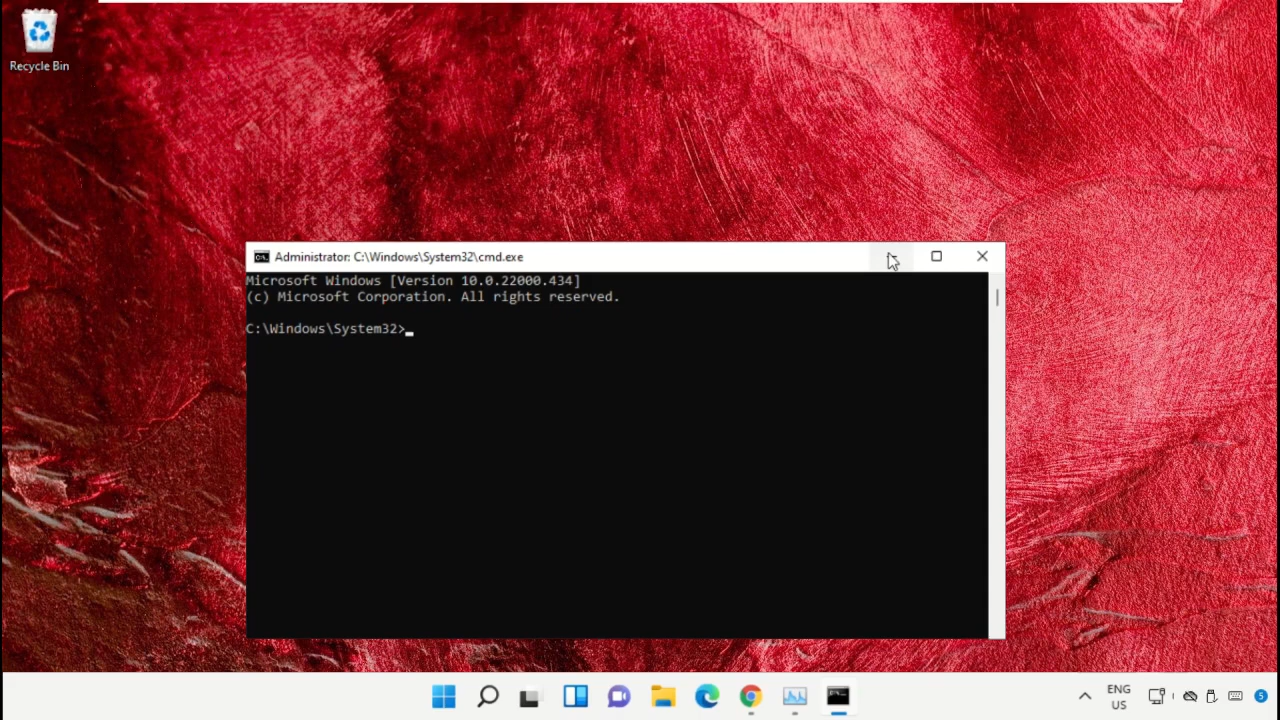 Recycle Bin
Administrator: C:\Windows\System32\cmd.exe
Microsoft Windows [Version 10.0.22000.434]
(c) Microsoft Corporation. All rights reserved.
C:\Windows\System32>
ENG
US
5